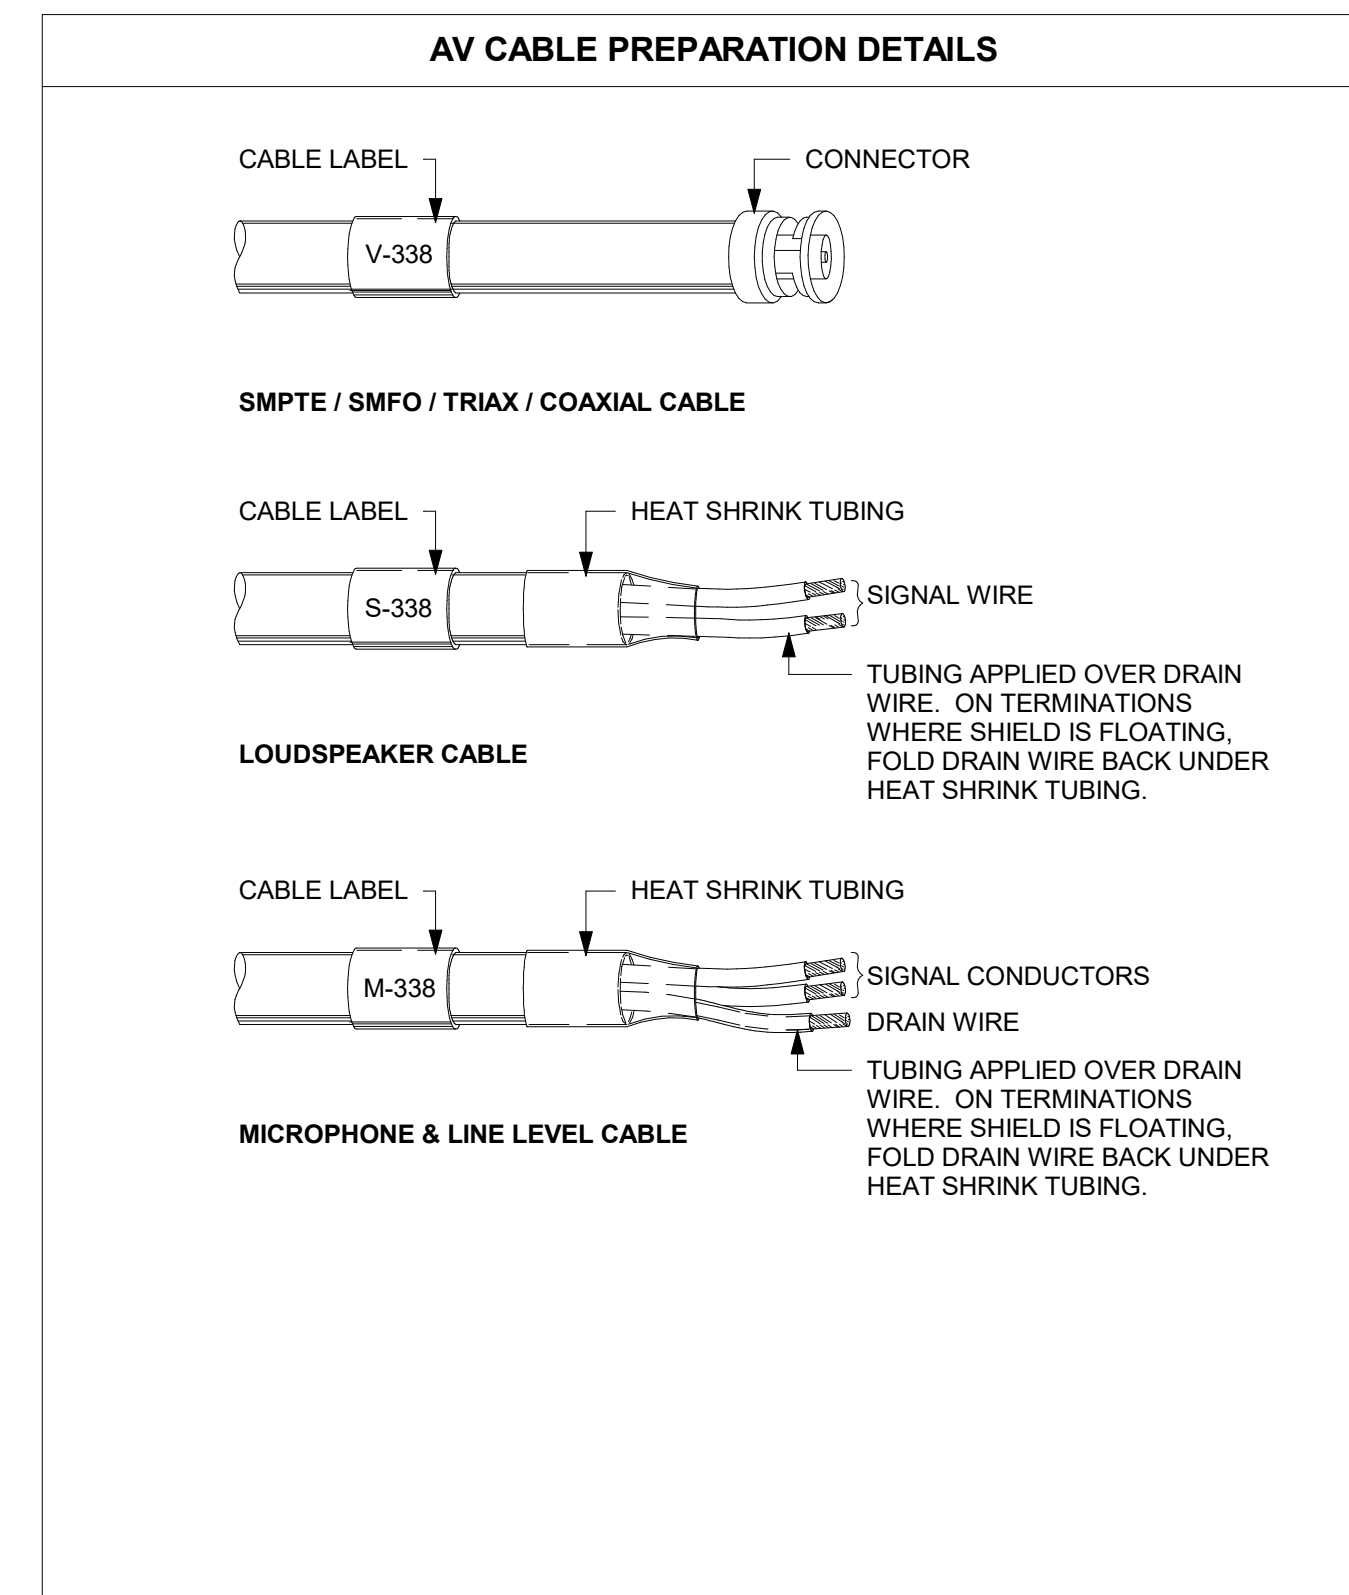 AV CABLE PREPARATION DETAILS
CABLE LABEL
CONNECTOR
V-338
SMPTE / SMFO / TRIAX / COAXIAL CABLE
CABLE LABEL
HEAT SHRINK TUBING
S-338
SIGNAL WIRE
TUBING APPLIED OVER DRAIN
WIRE. ON TERMINATIONS
WHERE SHIELD IS FLOATING,
FOLD DRAIN WIRE BACK UNDER
HEAT SHRINK TUBING.
LOUDSPEAKER CABLE
CABLE LABEL
HEAT SHRINK TUBING
M-338
SIGNAL CONDUCTORS
DRAIN WIRE
TUBING APPLIED OVER DRAIN
WIRE. ON TERMINATIONS
WHERE SHIELD IS FLOATING,
FOLD DRAIN WIRE BACK UNDER
HEAT SHRINK TUBING.
MICROPHONE & LINE LEVEL CABLE